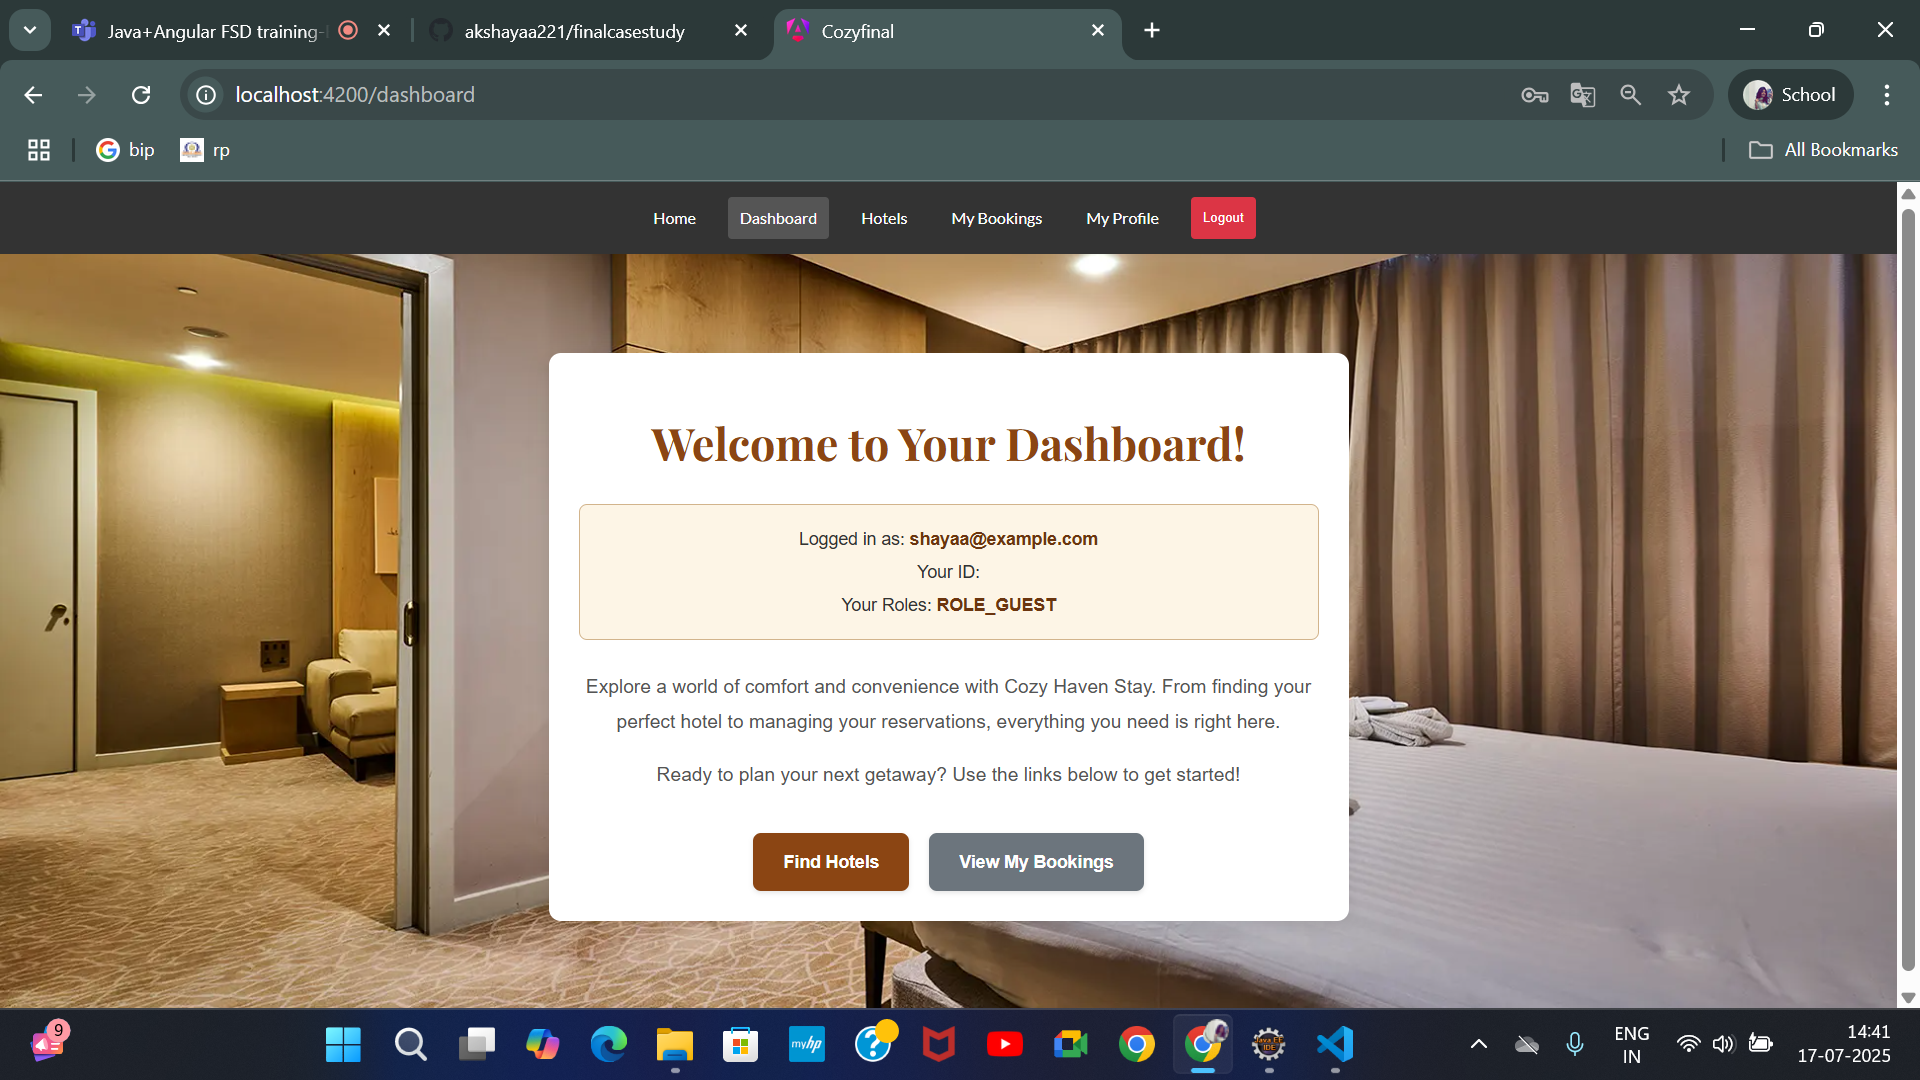 Java+Angular FSD training-
akshayaa221/finalcasestudy
Cozyfinal
localhost:4200/dashboard
School
bip
rp
All Bookmarks
Home
Dashboard
Hotels
My Bookings
My Profile
Logout
Welcome to Your Dashboard!
Logged in as: shayaa@example.com
Your ID:
Your Roles: ROLE_GUEST
Explore a world of comfort and convenience with Cozy Haven Stay. From finding your
perfect hotel to managing your reservations, everything you need is right here.
Ready to plan your next getaway? Use the links below to get started!
Find Hotels
View My Bookings
9
myhp
Java EE
IDE
ENG
IN
14:41
17-07-2025